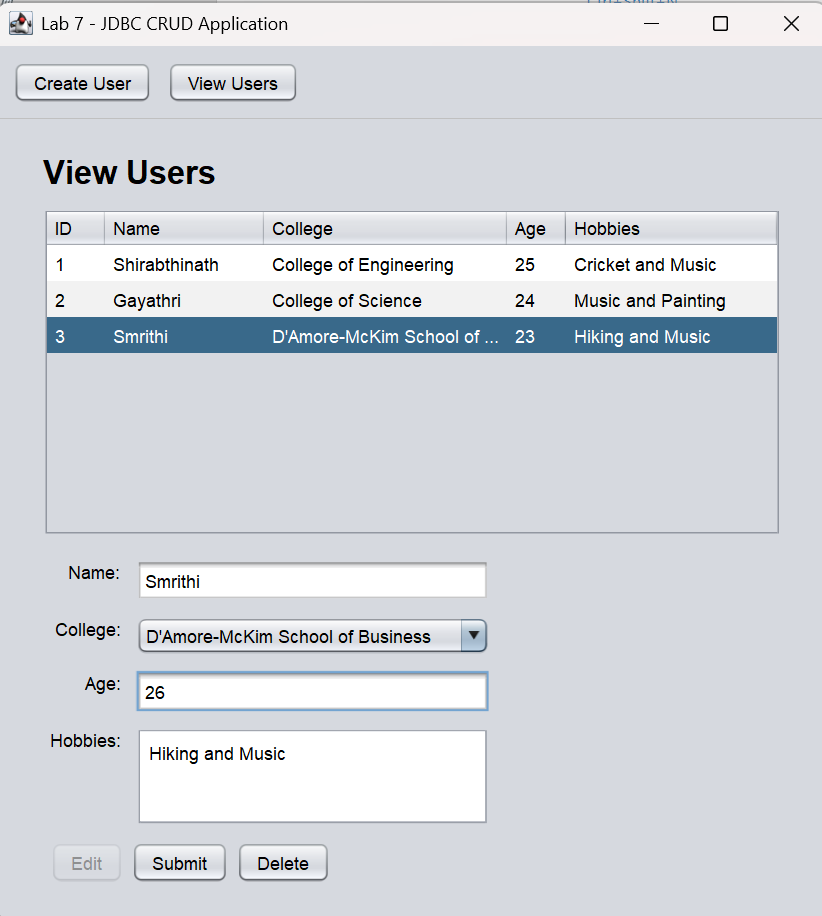 Lab 7 - JDBC CRUD Application
Create User View Users
View Users
ID Name College Age Hobbies
1 Shirabthinath College of Engineering 25 Cricket and Music
2 Gayathri College of Science 24 Music and Painting
3 Smrithi D'Amore-McKim School of ... 23 Hiking and Music
Name: Smrithi
College: D'Amore-McKim School of Business
Age: 26
Hobbies: Hiking and Music
Edit Submit Delete